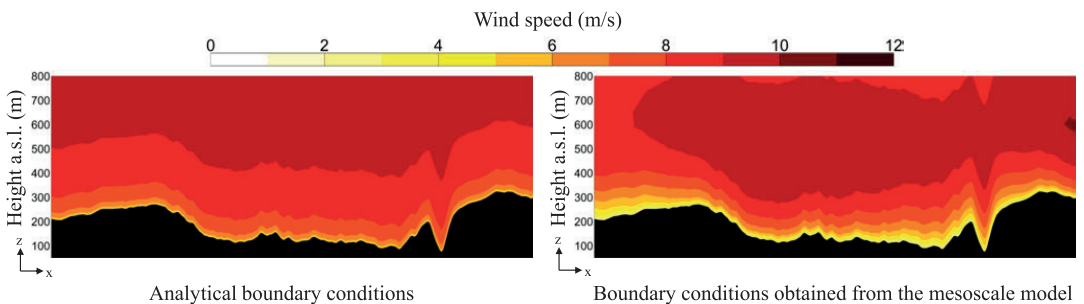 Wind speed (m/s)
0 2 4 6 8 10 12
800
700
600
500
400
300
200
100
Height a.s.l. (m)
z
x
Analytical boundary conditions
800
700
600
500
400
300
200
100
Height a.s.l. (m)
z
x
Boundary conditions obtained from the mesoscale model